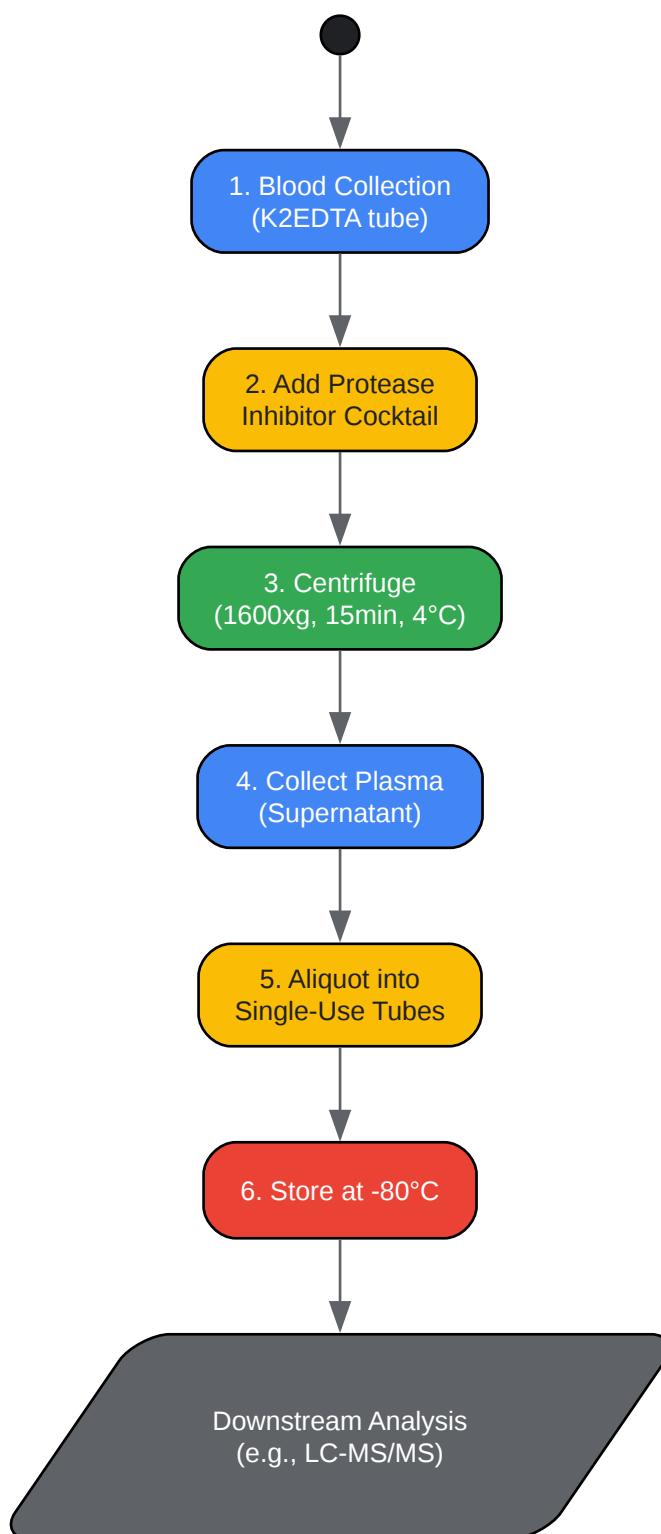 1. Blood Collection
(K2EDTA tube)
2. Add Protease
Inhibitor Cocktail
3. Centrifuge
(1600xg, 15min, 4°C)
4. Collect Plasma
(Supernatant)
5. Aliquot into
Single-Use Tubes
6. Store at -80°C
Downstream Analysis
(e.g., LC-MS/MS)